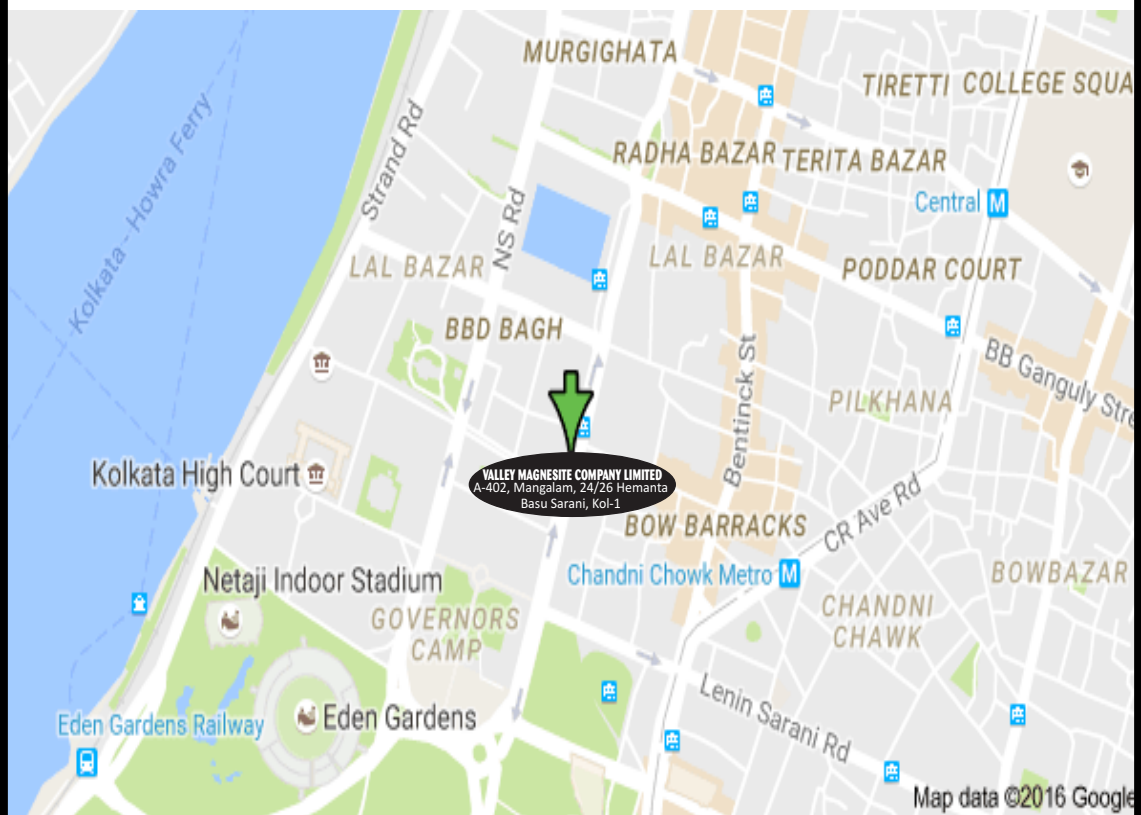 MURGIGHATA
TIRETTI
COLLEGE SQUA
Strand Rd
Kolkata - Howra Ferry
RADHA BAZAR
TERITA BAZAR
Central M
NS Rd
LAL BAZAR
LAL BAZAR
PODDAR COURT
BBD BAGH
BB Ganguly Stre
Bentinck St
PILKHANA
Kolkata High Court
VALLEY MAGNESITE COMPANY LIMITED
A-402, Mangalam, 24/26 Hemanta
Basu Sarani, Kol-1
BOW BARRACKS
CR Ave Rd
Chandni Chowk Metro M
BOWBAZAR
Netaji Indoor Stadium
GOVERNORS
CAMP
CHANDNI
CHAWK
Lenin Sarani Rd
Eden Gardens
Eden Gardens Railway
Map data ©2016 Google